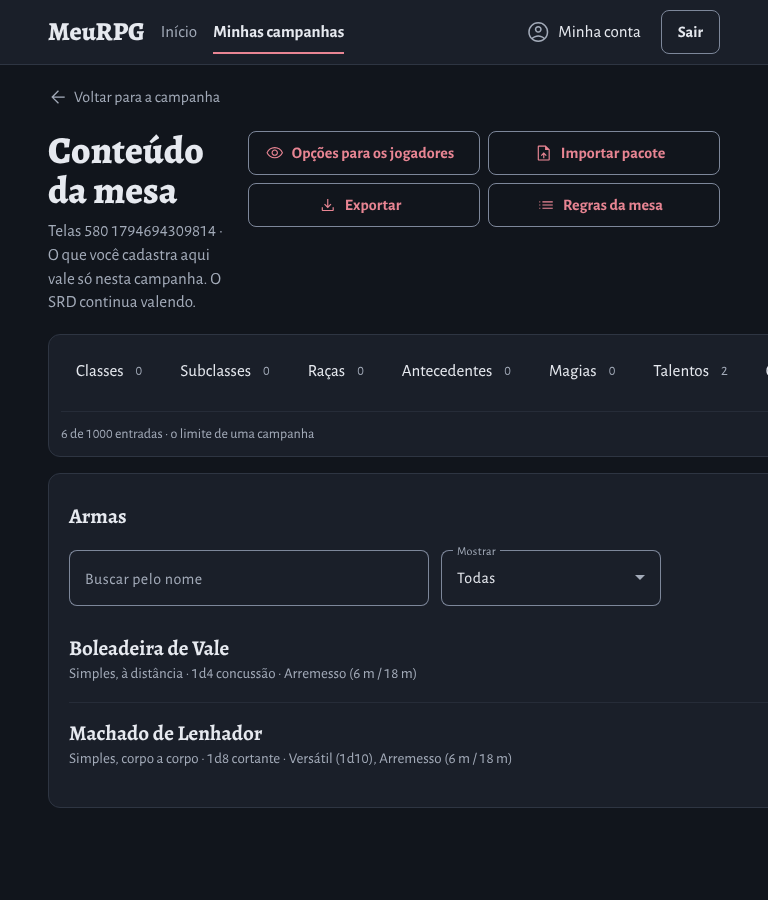 MeuRPG Início Minhas campanhas Minha conta Sair
Voltar para a campanha
Conteúdo
da mesa
Telas 580 1794694309814 ·
O que você cadastra aqui
vale só nesta campanha. O
SRD continua valendo.
Opções para os jogadores Importar pacote
Exportar Regras da mesa
Classes 0 Subclasses 0 Raças 0 Antecedentes 0 Magias 0 Talentos 2
6 de 1000 entradas · o limite de uma campanha
Armas
Mostrar
Buscar pelo nome Todas
Boleadeira de Vale
Simples, à distância · 1d4 concussão · Arremesso (6 m / 18 m)
Machado de Lenhador
Simples, corpo a corpo · 1d8 cortante · Versátil (1d10), Arremesso (6 m / 18 m)